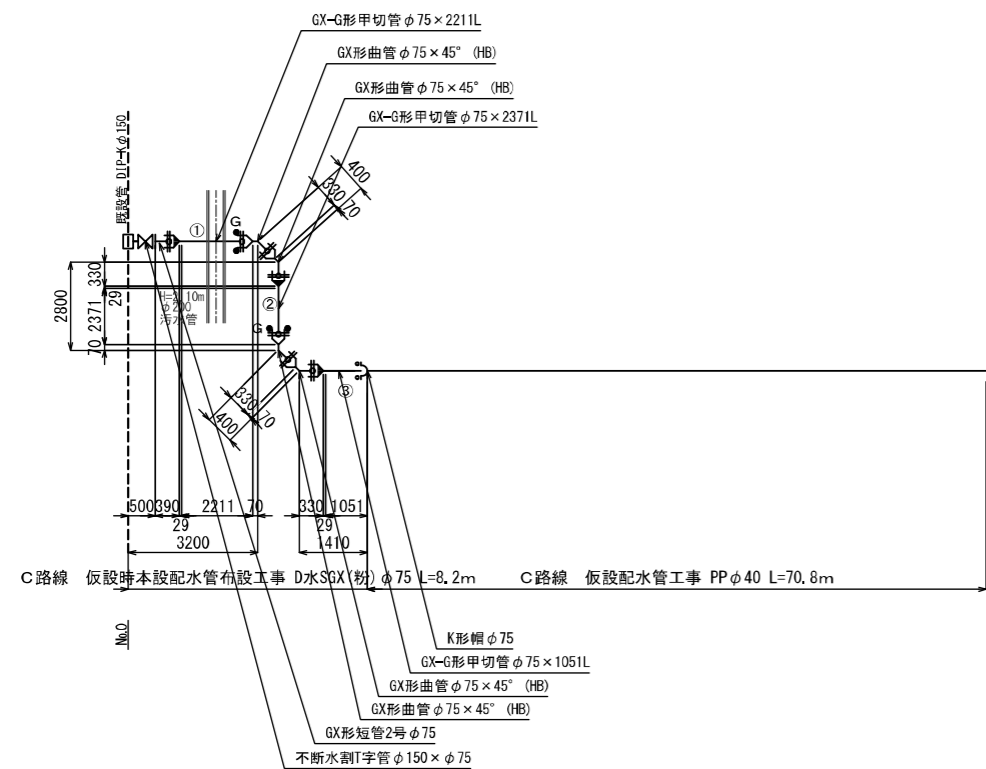 GX-G形甲切管φ75×2211L
GX形曲管φ75×45° (HB)
GX形曲管φ75×45° (HB)
GX-G形甲切管φ75×2371L
既設管 DIP-Kφ150
400
330
70
①
G
330
29
2371
70
2800
H=2.10m
φ200
汚水管
②
G
330
70
400
③
500
390
2211
70
330
1051
29
29
3200
1410
C路線 仮設時本設配水管布設工事 D水SGX(粉)φ75 L=8.2m
C路線 仮設配水管工事 PPφ40 L=70.8m
No.0
K形帽φ75
GX-G形甲切管φ75×1051L
GX形曲管φ75×45° (HB)
GX形曲管φ75×45° (HB)
GX形短管2号φ75
不断水割T字管φ150×φ75